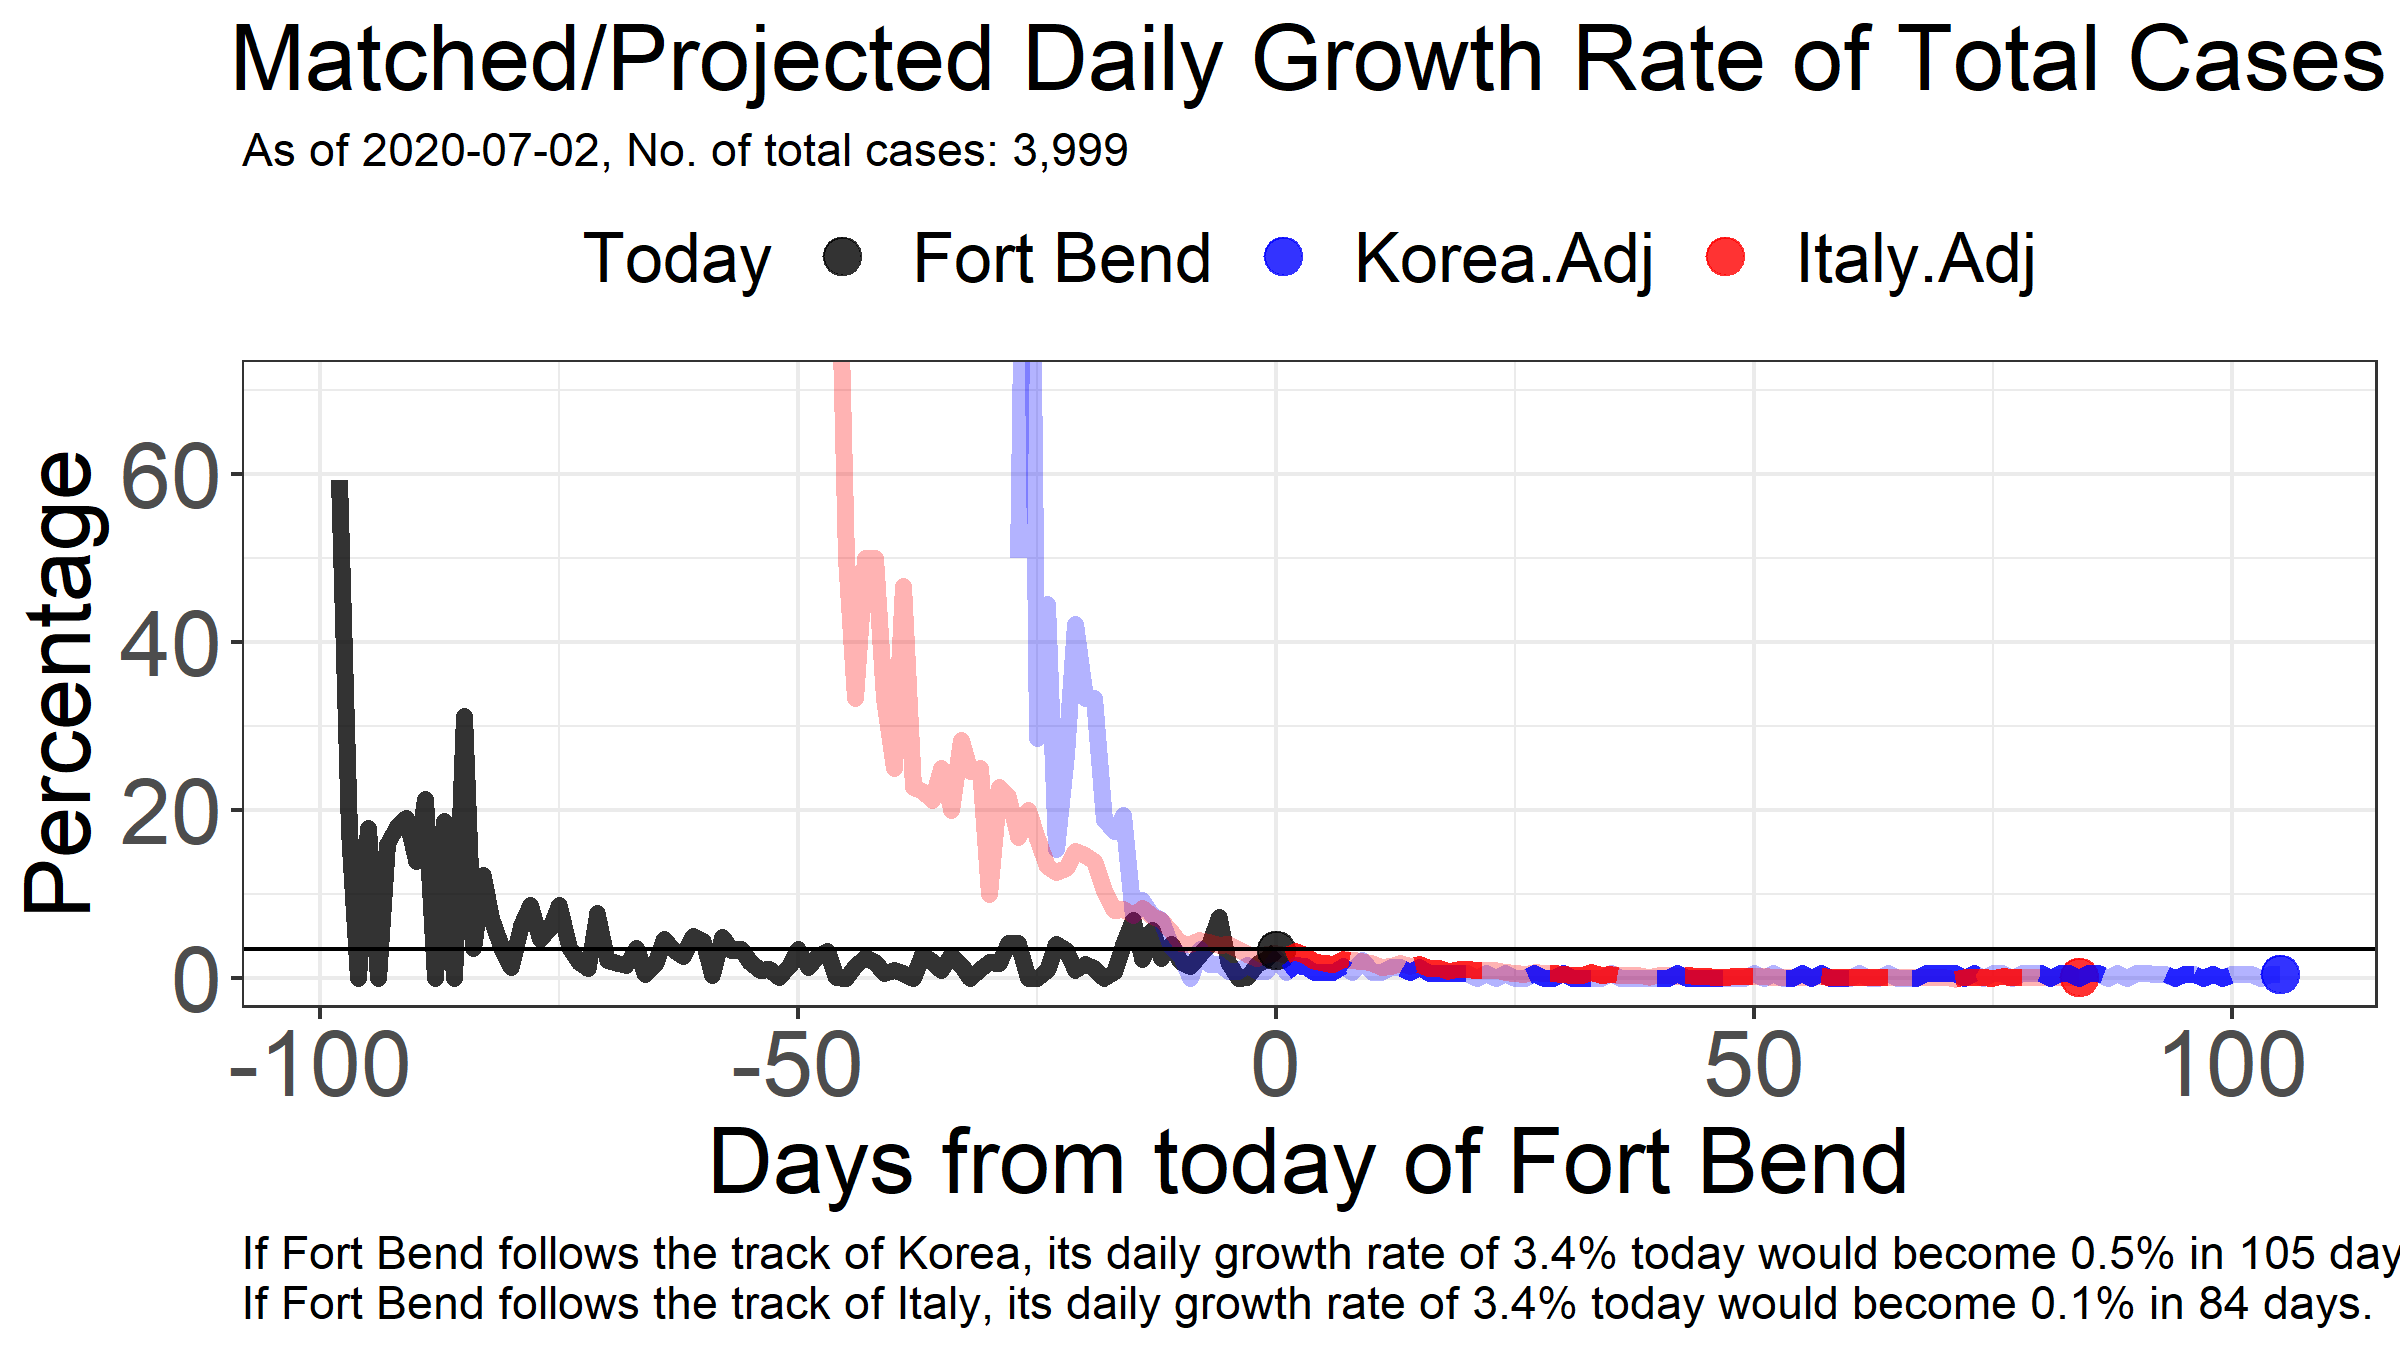 Matched/Projected Daily Growth Rate of Total Cases
As of 2020-07-02, No. of total cases: 3,999
Today Fort Bend Korea.Adj Italy.Adj
Percentage
60
40
20
0
-100 -50 0 50 100
Days from today of Fort Bend
If Fort Bend follows the track of Korea, its daily growth rate of 3.4% today would become 0.5% in 105 day
If Fort Bend follows the track of Italy, its daily growth rate of 3.4% today would become 0.1% in 84 days.